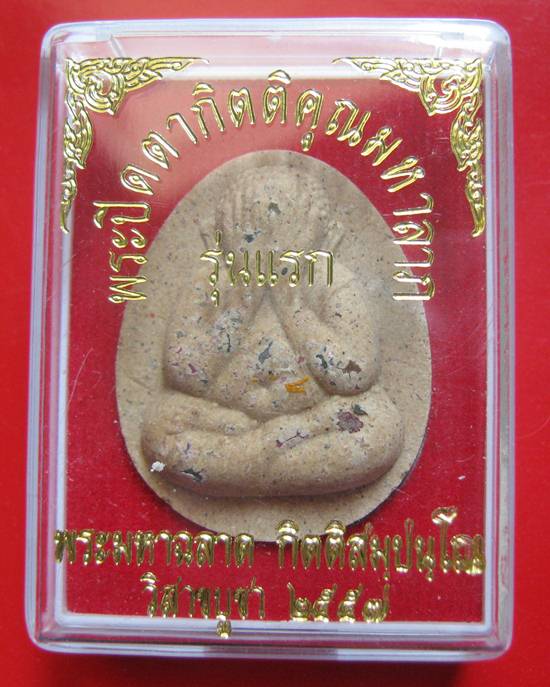 พระปิดตากิตติคุณมหาลาภ
รุ่นแรก
พระมหาฉลาด กิตติสมฺปนฺโณ
วิสาขบูชา ๒๕๕๗